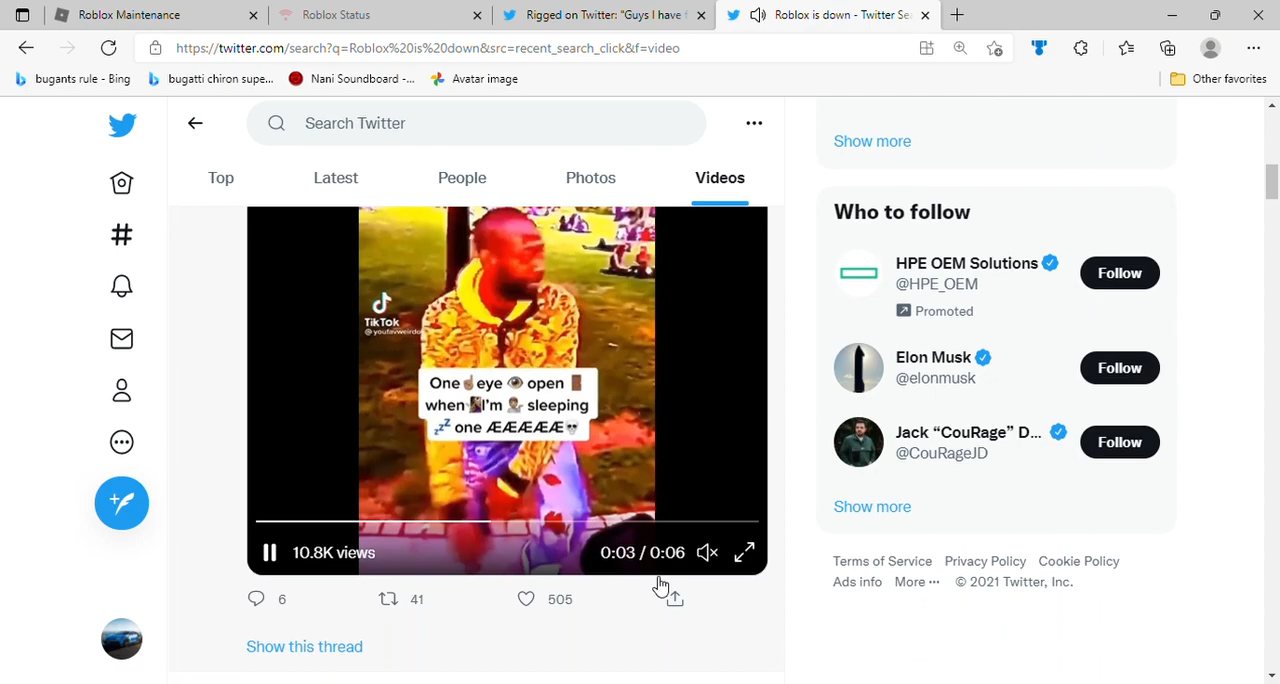 Roblox Maintenance
Roblox Status
Rigged on Twitter: "Guys I have f
Roblox is down - Twitter Sea
https://twitter.com/search?q=Roblox%20is%20down&src=recent_search_click&f=video
bugants rule - Bing
bugatti chiron supe...
Nani Soundboard -...
Avatar image
Other favorites
Search Twitter
Top
Latest
People
Photos
Videos
TikTok
One☝🏽eye 👁 open 🚪
when I'm sleeping
💤 one ÆÆÆÆÆ💀
10.8K views
0:03 / 0:06
6
41
505
Show this thread
Show more
Who to follow
HPE OEM Solutions
@HPE_OEM
Promoted
Follow
Elon Musk
@elonmusk
Follow
Jack “CouRage” D...
@CouRageJD
Follow
Show more
Terms of Service Privacy Policy Cookie Policy
Ads info More ··· © 2021 Twitter, Inc.